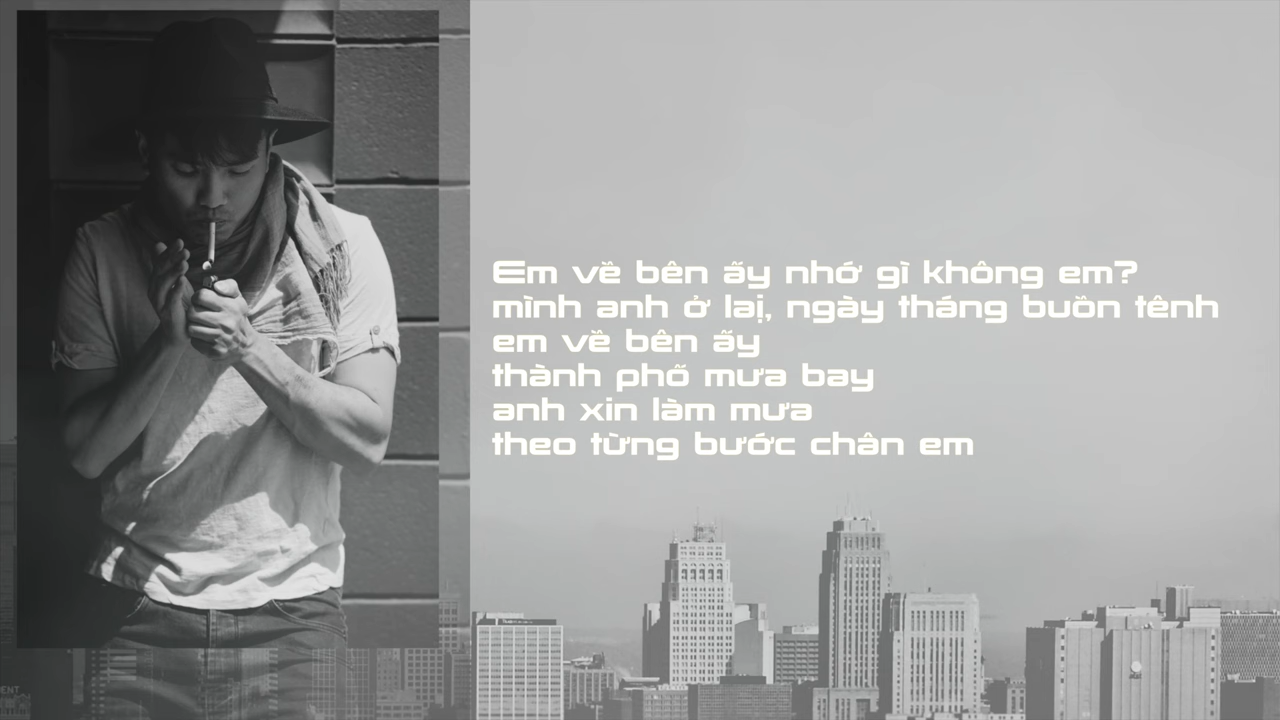 Em về bên ấy nhớ gì không em?
mình anh ở lại, ngày tháng buồn tênh
em về bên ấy
thành phố mưa bay
anh xin làm mưa
theo từng bước chân em
ENT